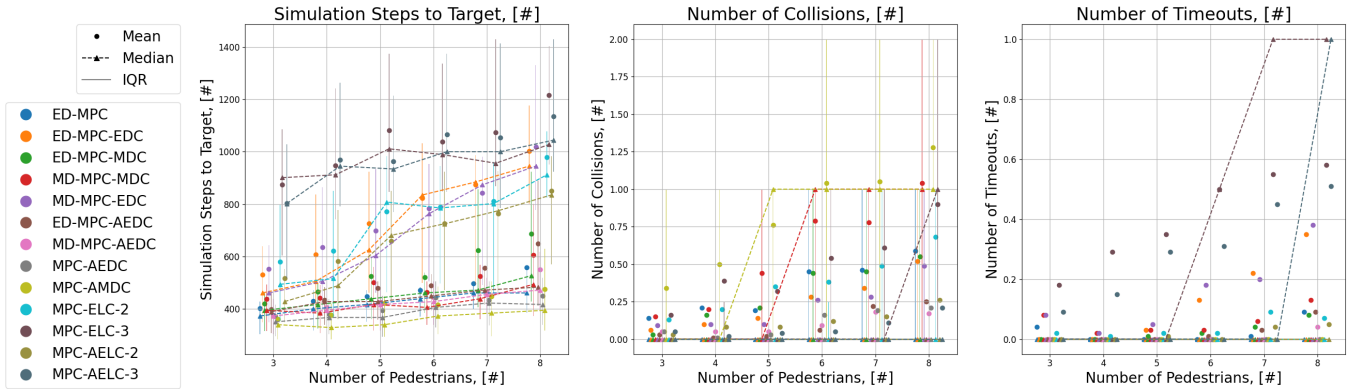 Mean
Median
IQR
ED-MPC
ED-MPC-EDC
ED-MPC-MDC
MD-MPC-MDC
MD-MPC-EDC
ED-MPC-AEDC
MD-MPC-AEDC
MPC-AEDC
MPC-AMDC
MPC-ELC-2
MPC-ELC-3
MPC-AELC-2
MPC-AELC-3
Simulation Steps to Target, [#]
Simulation Steps to Target, [#]
1400
1200
1000
800
600
400
3 4 5 6 7 8
Number of Pedestrians, [#]
Number of Collisions, [#]
Number of Collisions, [#]
2.00
1.75
1.50
1.25
1.00
0.75
0.50
0.25
0.00
3 4 5 6 7 8
Number of Pedestrians, [#]
Number of Timeouts, [#]
Number of Timeouts, [#]
1.0
0.8
0.6
0.4
0.2
0.0
3 4 5 6 7 8
Number of Pedestrians, [#]